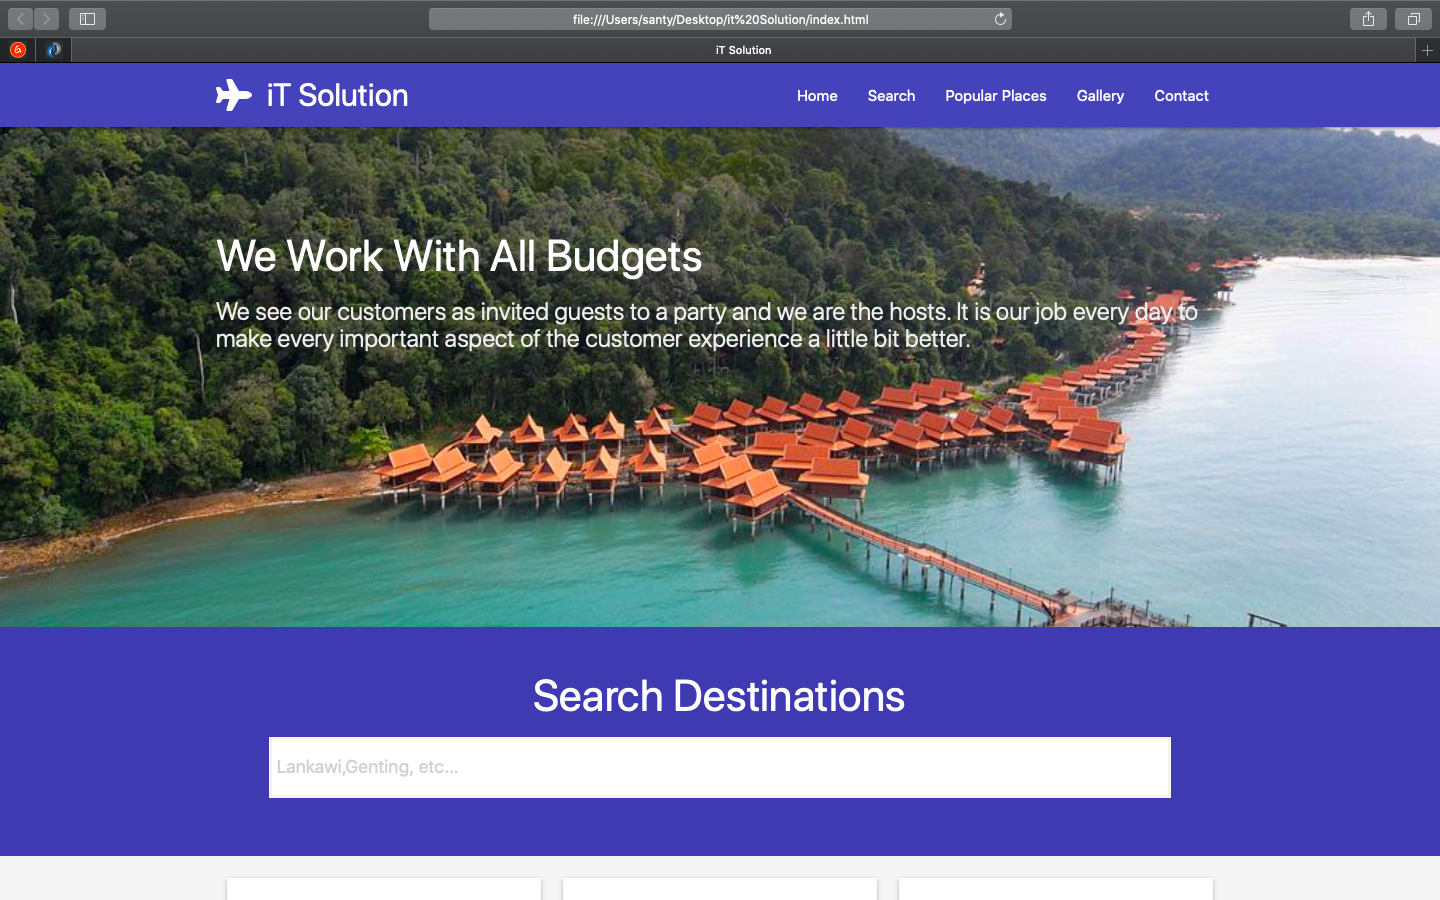 file:///Users/santy/Desktop/it%20Solution/index.html
iT Solution
iT Solution
Home Search Popular Places Gallery Contact
We Work With All Budgets
We see our customers as invited guests to a party and we are the hosts. It is our job every day to
make every important aspect of the customer experience a little bit better.
Search Destinations
Lankawi,Genting, etc...